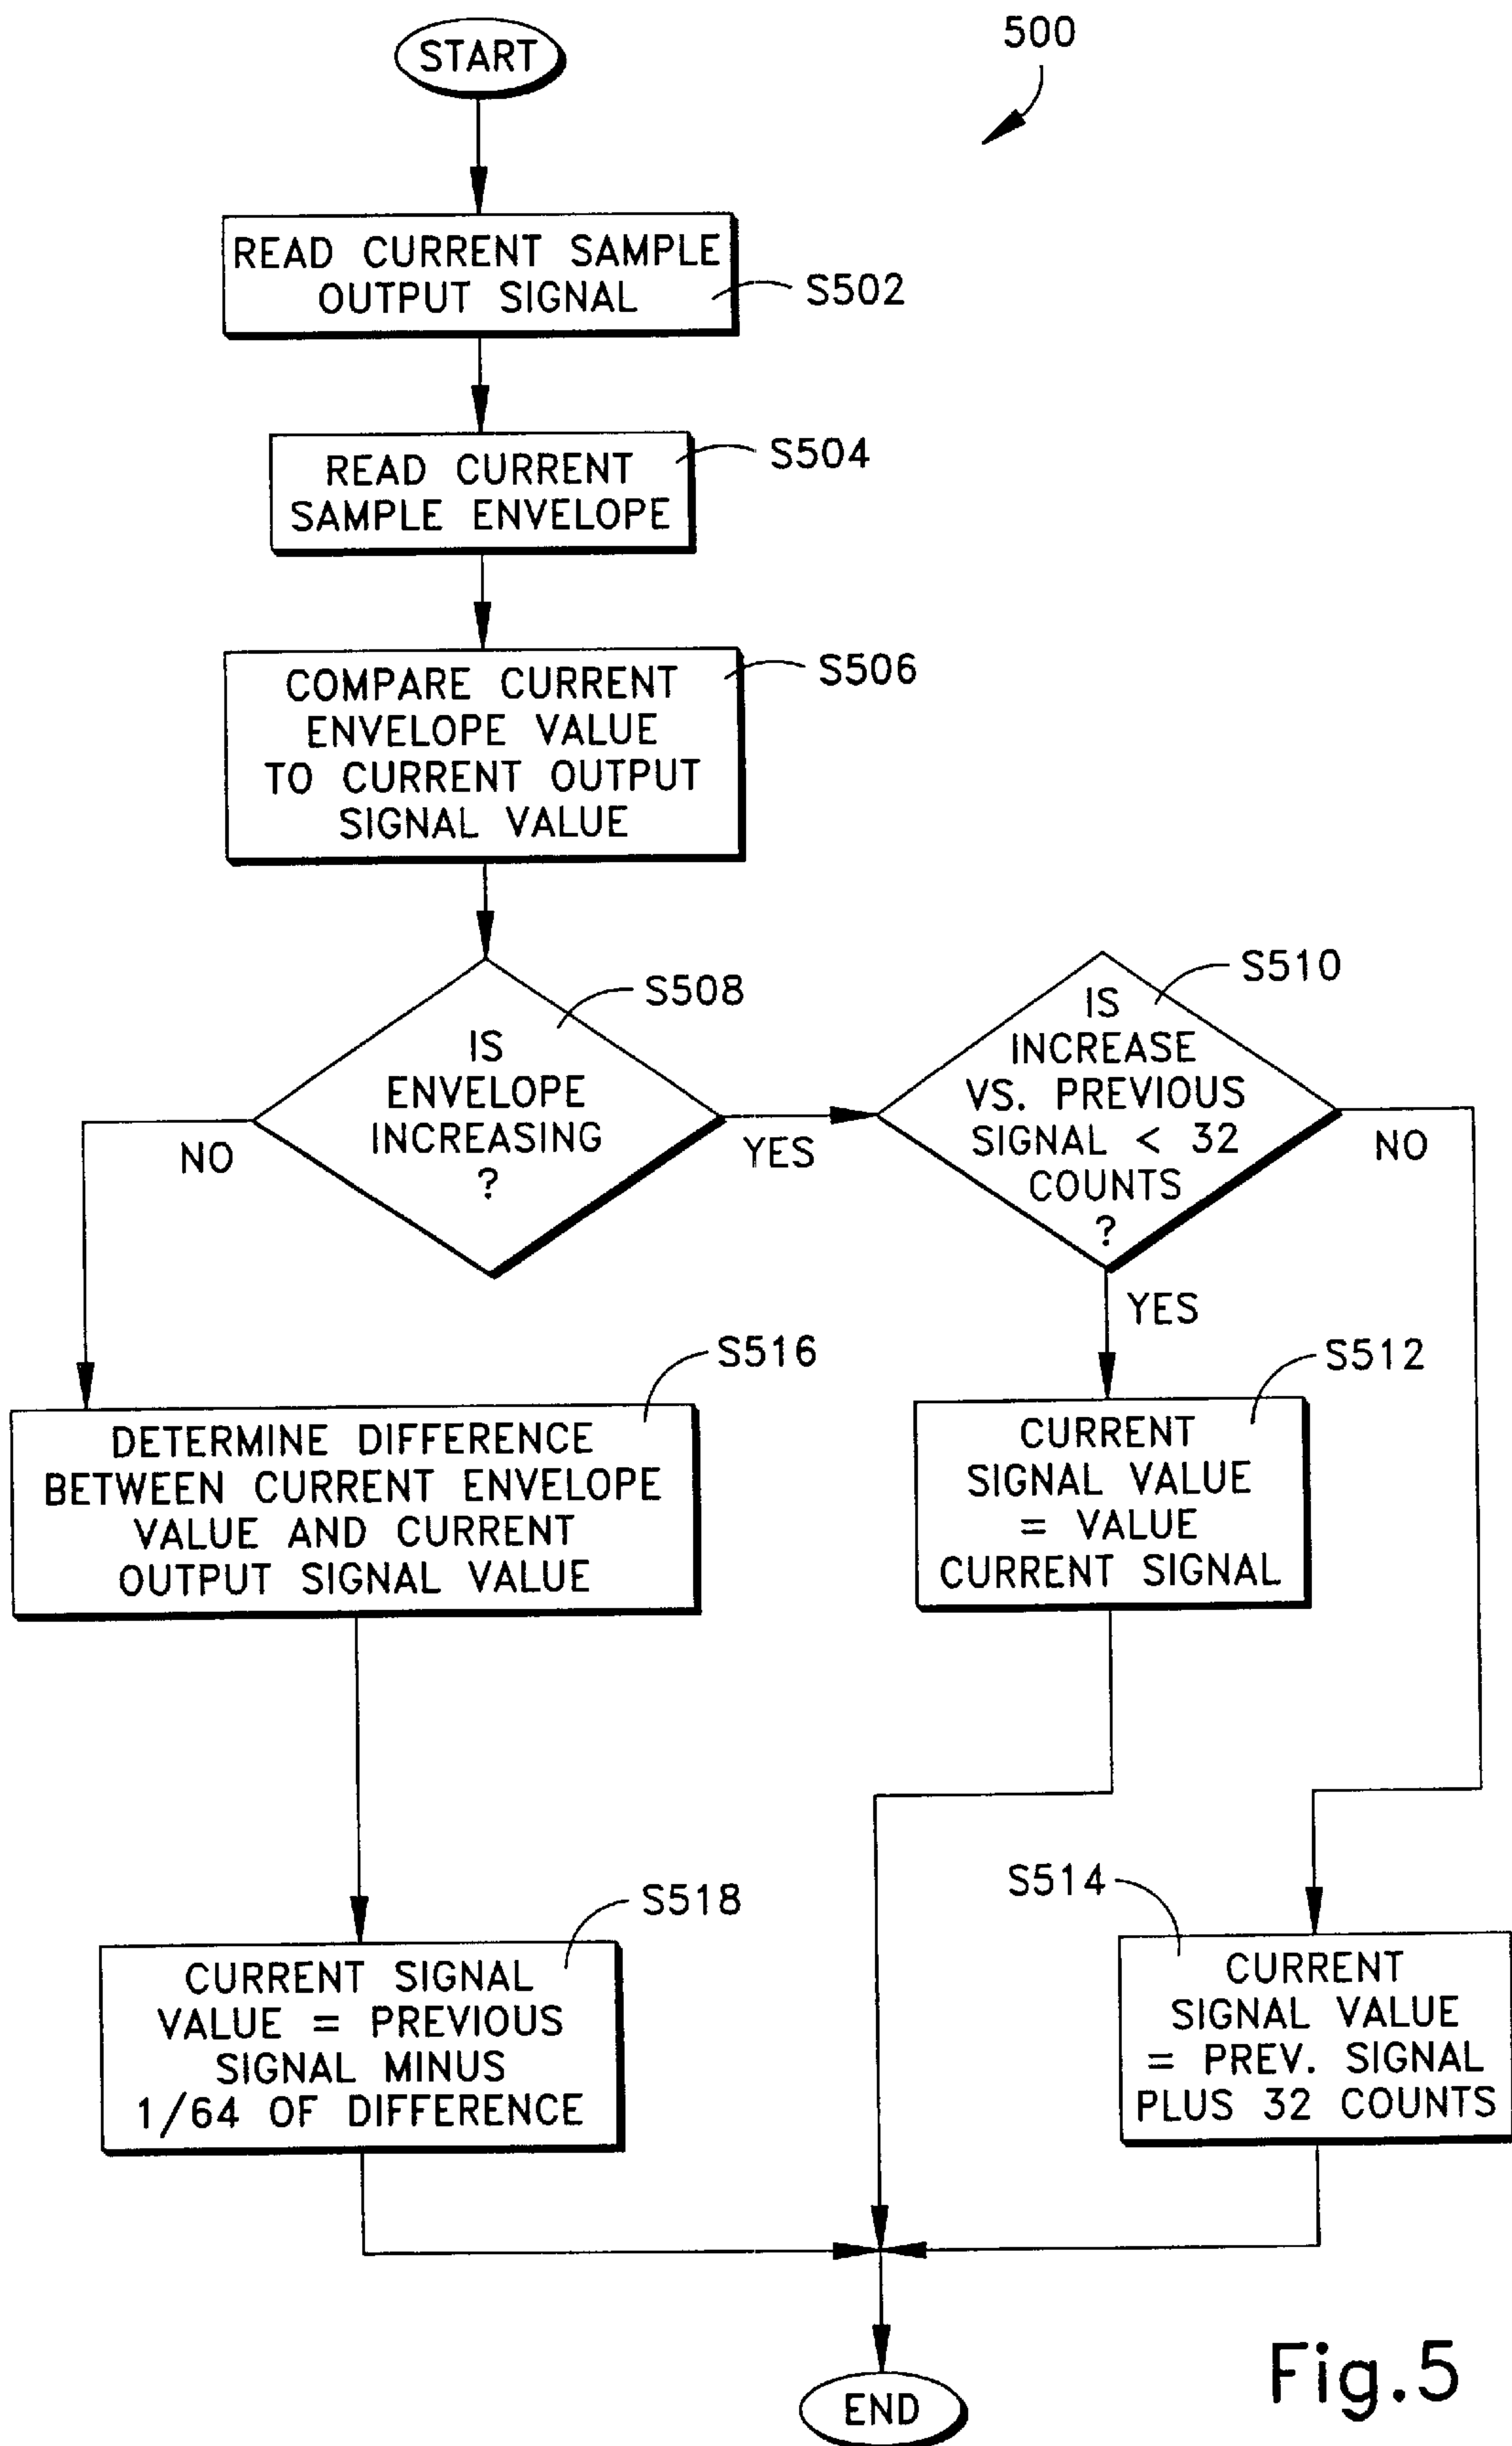 START
500
READ CURRENT SAMPLE
OUTPUT SIGNAL
S502
READ CURRENT
SAMPLE ENVELOPE
S504
COMPARE CURRENT
ENVELOPE VALUE
TO CURRENT OUTPUT
SIGNAL VALUE
S506
IS
ENVELOPE
INCREASING
?
S508
NO
YES
IS
INCREASE
VS. PREVIOUS
SIGNAL < 32
COUNTS
?
S510
NO
YES
DETERMINE DIFFERENCE
BETWEEN CURRENT ENVELOPE
VALUE AND CURRENT
OUTPUT SIGNAL VALUE
S516
CURRENT
SIGNAL VALUE
= VALUE
CURRENT SIGNAL
S512
CURRENT SIGNAL
VALUE = PREVIOUS
SIGNAL MINUS
1/64 OF DIFFERENCE
S518
CURRENT
SIGNAL VALUE
= PREV. SIGNAL
PLUS 32 COUNTS
S514
END
Fig.5